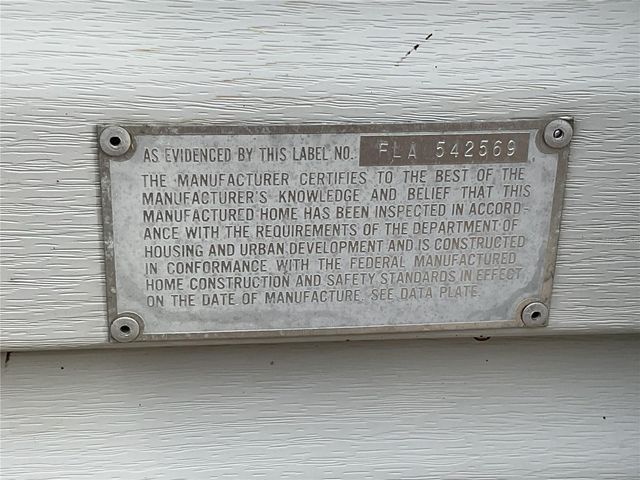 AS EVIDENCED BY THIS LABEL NO. FLA 542569
THE MANUFACTURER CERTIFIES TO THE BEST OF THE
MANUFACTURER'S KNOWLEDGE AND BELIEF THAT THIS
MANUFACTURED HOME HAS BEEN INSPECTED IN ACCORD-
ANCE WITH THE REQUIREMENTS OF THE DEPARTMENT OF
HOUSING AND URBAN DEVELOPMENT AND IS CONSTRUCTED
IN CONFORMANCE WITH THE FEDERAL MANUFACTURED
HOME CONSTRUCTION AND SAFETY STANDARDS IN EFFECT
ON THE DATE OF MANUFACTURE. SEE DATA PLATE.